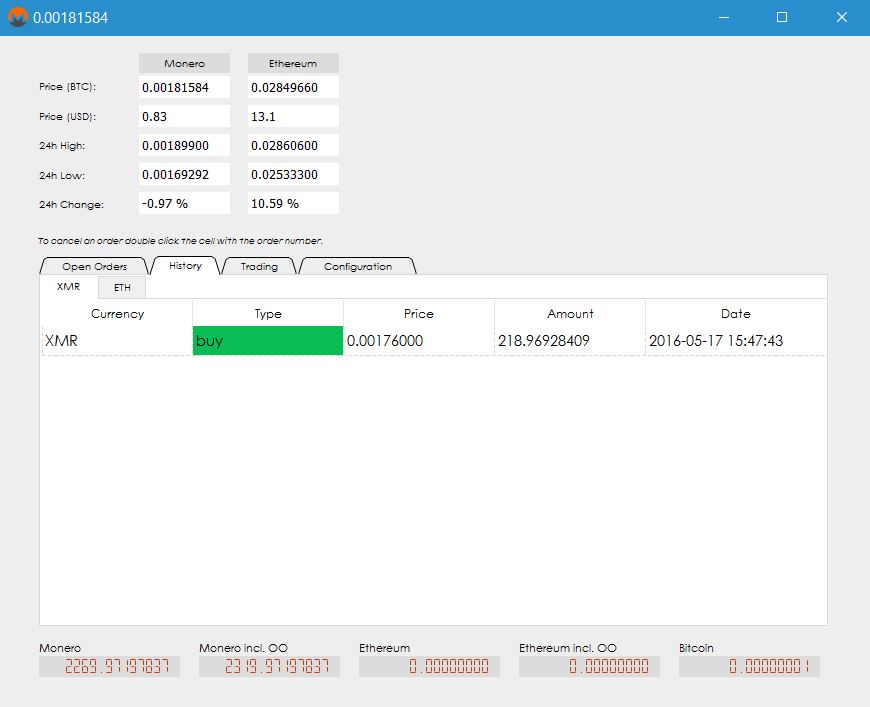 0.00181584
Monero Ethereum
Price (BTC): 0.00181584 0.02849660
Price (USD): 0.83 13.1
24h High: 0.00189900 0.02860600
24h Low: 0.00169292 0.02533300
24h Change: -0.97 % 10.59 %
To cancel an order double click the cell with the order number.
Open Orders History Trading Configuration
XMR ETH
Currency Type Price Amount Date
XMR buy 0.00176000 218.96928409 2016-05-17 15:47:43
Monero Monero incl. OO Ethereum Ethereum incl. OO Bitcoin
2269.97197837 2319.97197837 0.00000000 0.00000000 0.00000001